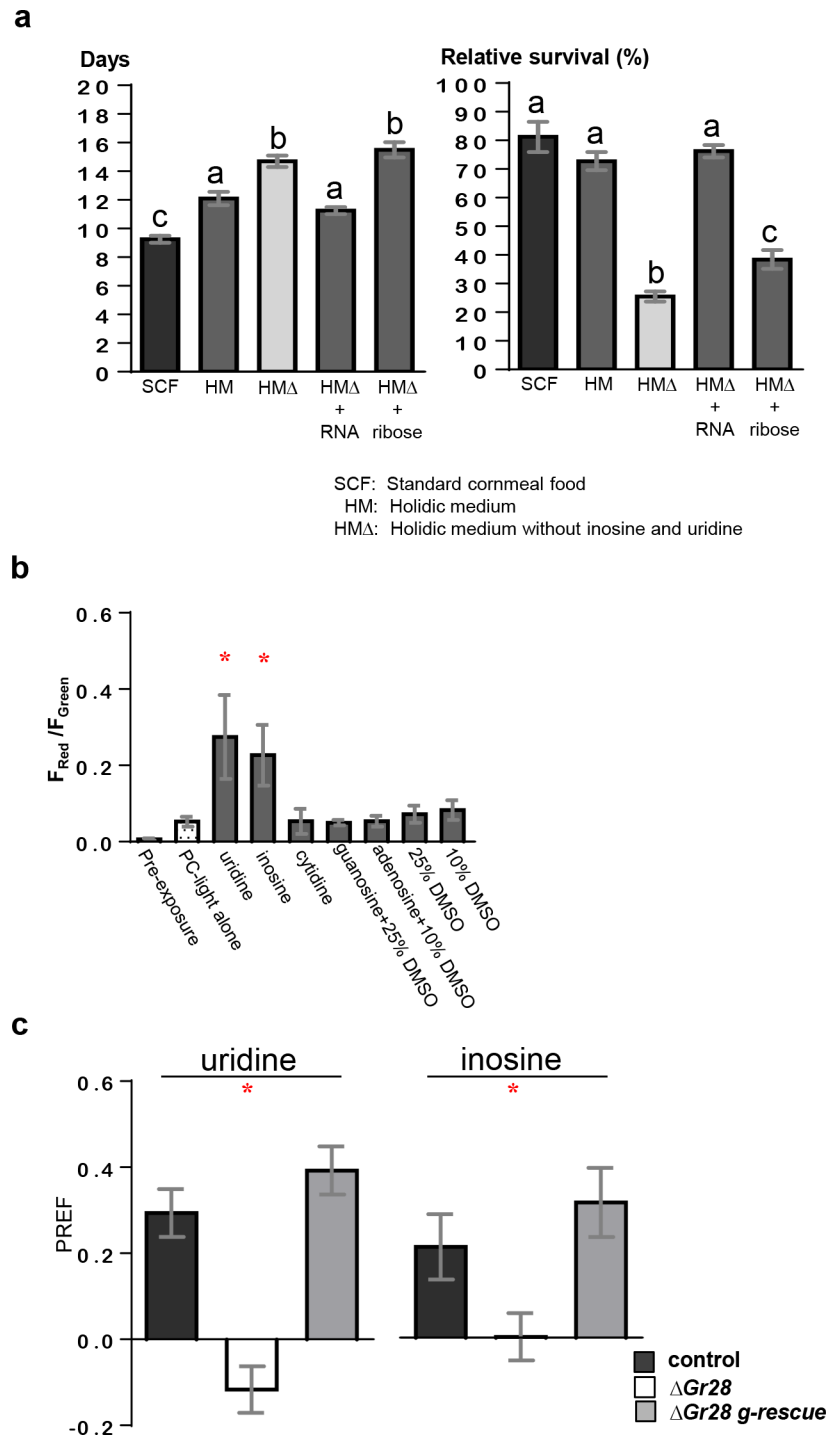 a
Days
Relative survival (%)
20
18
16
14
12
10
8
6
4
2
0
c
a
b
a
b
SCF
HM
HMΔ
HMΔ
+
RNA
HMΔ
+
ribose
100
90
80
70
60
50
40
30
20
10
0
a
a
b
a
c
SCF
HM
HMΔ
HMΔ
+
RNA
HMΔ
+
ribose
SCF: Standard cornmeal food
HM: Holidic medium
HMΔ: Holidic medium without inosine and uridine
b
F Red /F Green
0.6
0.4
0.2
0.0
* *
Pre-exposure
PC-light alone
uridine
inosine
cytidine
guanosine+25% DMSO
adenosine+10% DMSO
25% DMSO
10% DMSO
c
uridine
inosine
* *
PREF
0.6
0.4
0.2
0.0
-0.2
control
ΔGr28
ΔGr28 g-rescue